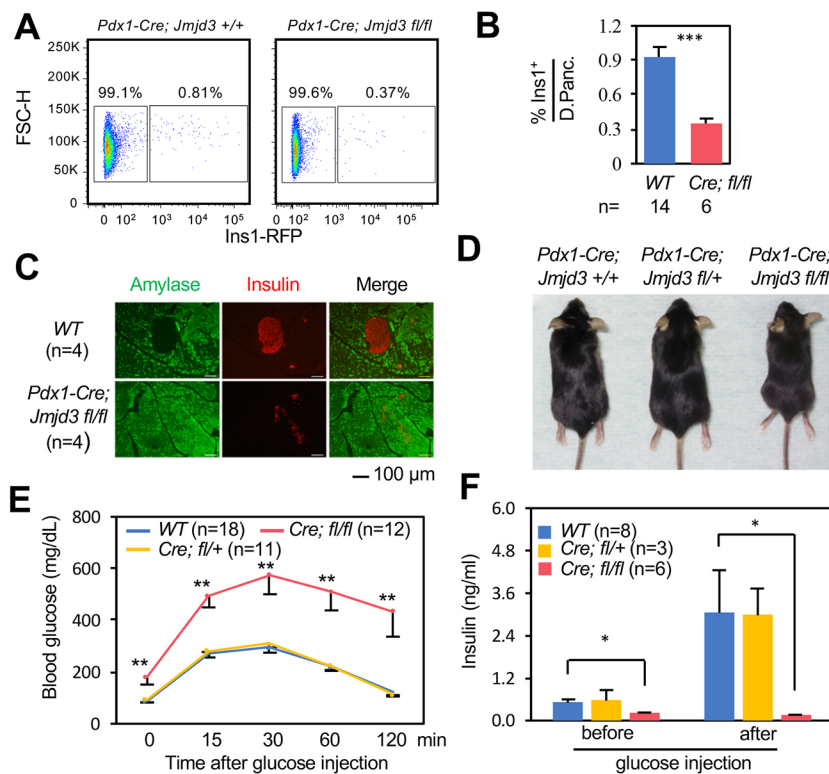 A
Pdx1-Cre; Jmjd3 +/+
Pdx1-Cre; Jmjd3 fl/fl
FSC-H
250K
200K
150K
100K
50K
0
99.1%
0.81%
99.6%
0.37%
0 10² 10³ 10⁴ 10⁵
0 10² 10³ 10⁴ 10⁵
Ins1-RFP
B
% Ins1⁺
D.Panc.
1.2
0.9
0.6
0.3
0
***
WT
Cre; fl/fl
n=
14
6
C
Amylase
Insulin
Merge
WT
(n=4)
Pdx1-Cre;
Jmjd3 fl/fl
(n=4)
100 µm
D
Pdx1-Cre;
Jmjd3 +/+
Pdx1-Cre;
Jmjd3 fl/+
Pdx1-Cre;
Jmjd3 fl/fl
E
Blood glucose (mg/dL)
800
600
400
200
0
WT (n=18)
Cre; fl/fl (n=12)
Cre; fl/+ (n=11)
**
**
**
**
**
0 15 30 60 120 min
Time after glucose injection
F
Insulin (ng/ml)
6.0
4.8
3.6
2.4
1.2
0.0
WT (n=8)
Cre; fl/+ (n=3)
Cre; fl/fl (n=6)
*
*
before
after
glucose injection